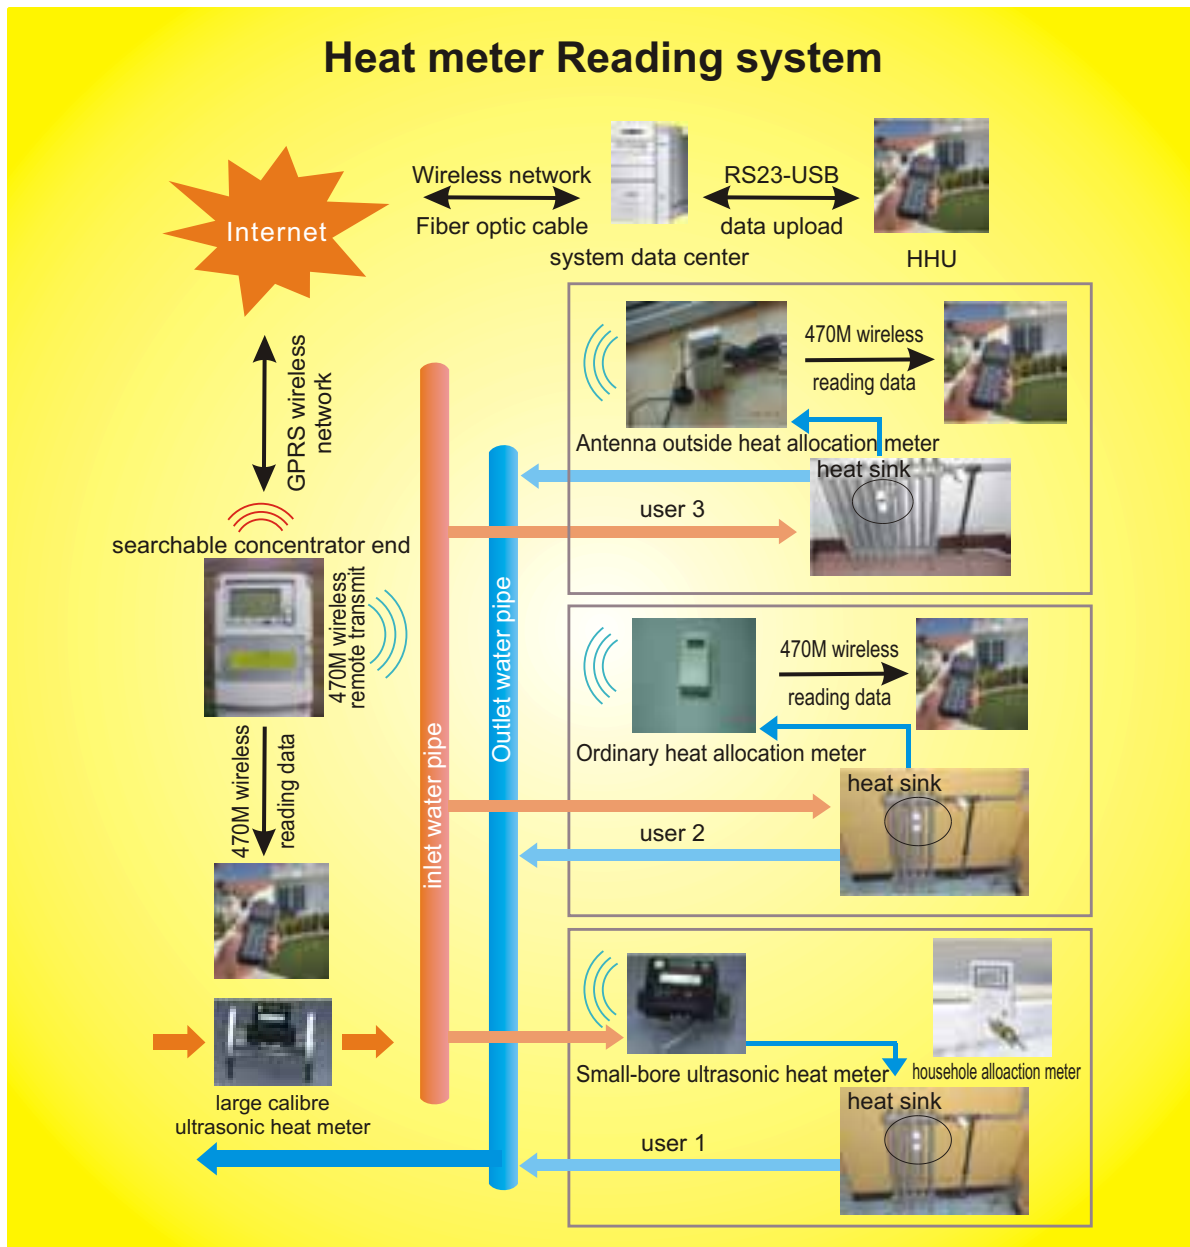 Heat meter Reading system
Wireless network
Fiber optic cable
RS23-USB
data upload
Internet
system data center
HHU
GPRS wireless
network
470M wireless
reading data
Antenna outside heat allocation meter
heat sink
user 3
searchable concentrator end
470M wireless
remote transmit
inlet water pipe
Outlet water pipe
470M wireless
reading data
Ordinary heat allocation meter
heat sink
user 2
470M wireless
reading data
large calibre
ultrasonic heat meter
Small-bore ultrasonic heat meter
househole alloaction meter
heat sink
user 1